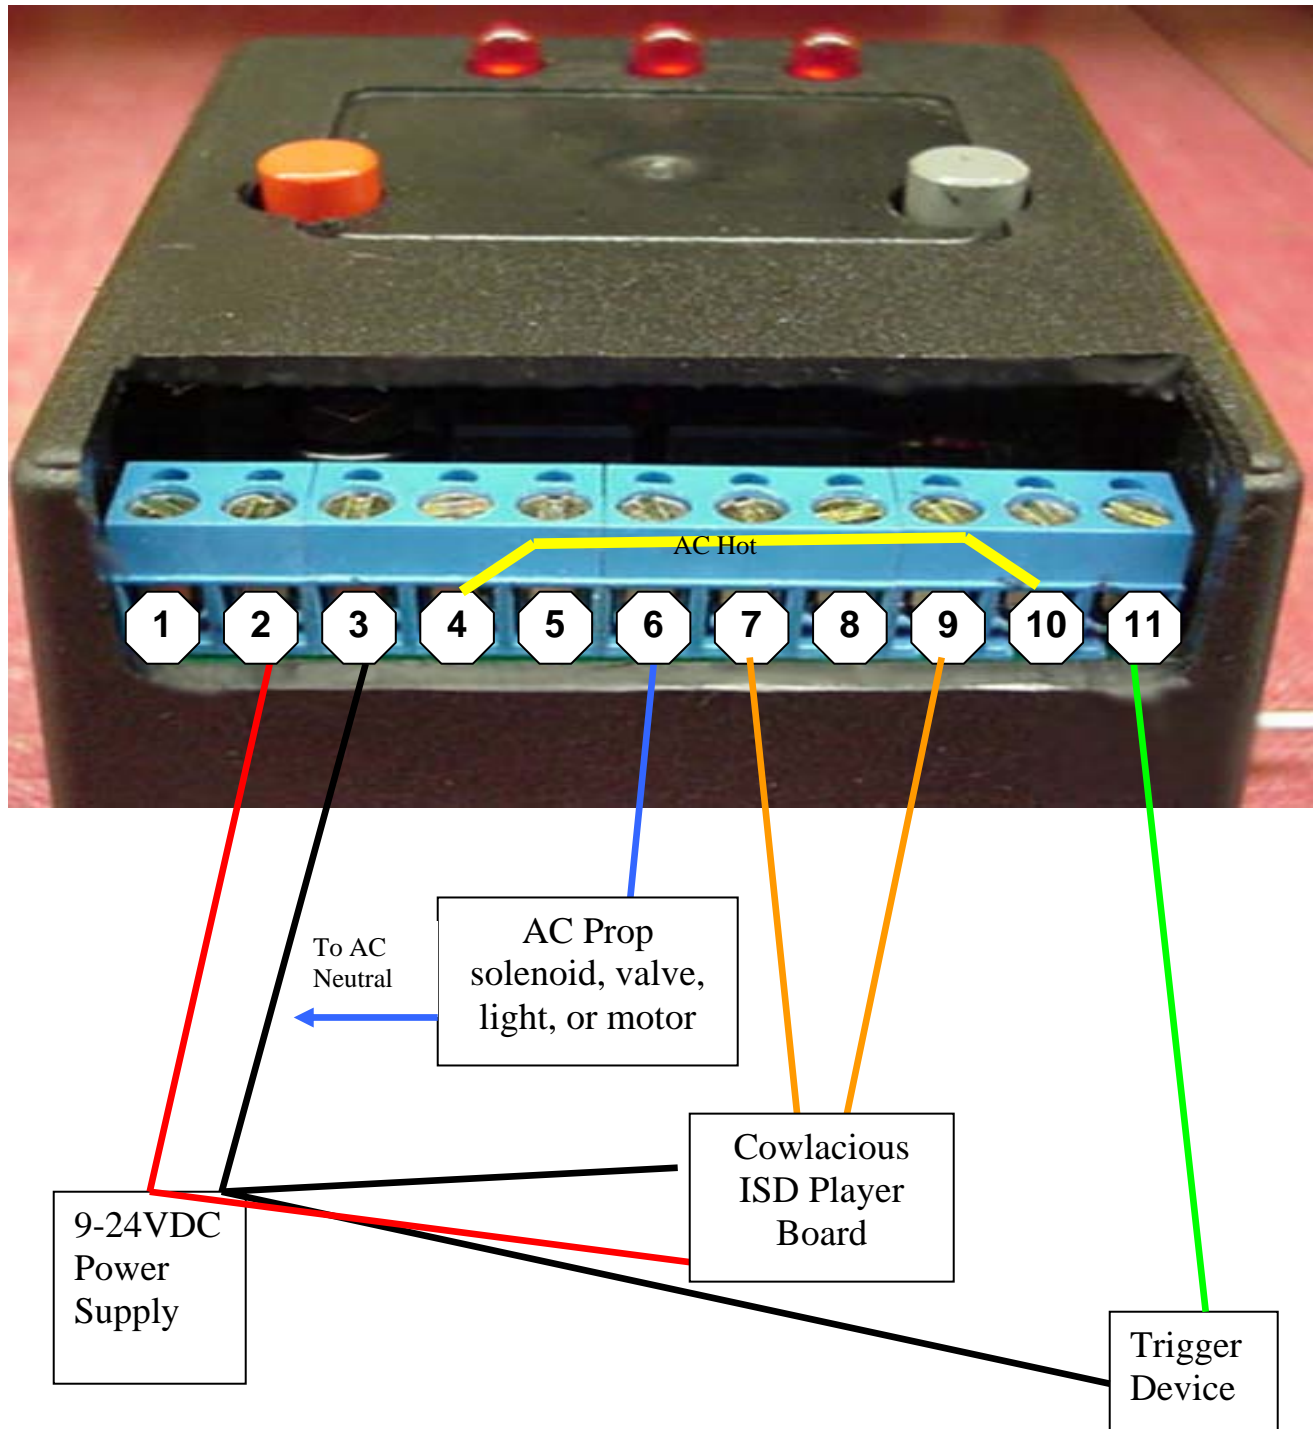 AC Hot
1 2 3 4 5 6 7 8 9 10 11
To AC
Neutral
AC Prop
solenoid, valve,
light, or motor
Cowlacious
ISD Player
Board
9-24VDC
Power
Supply
Trigger
Device